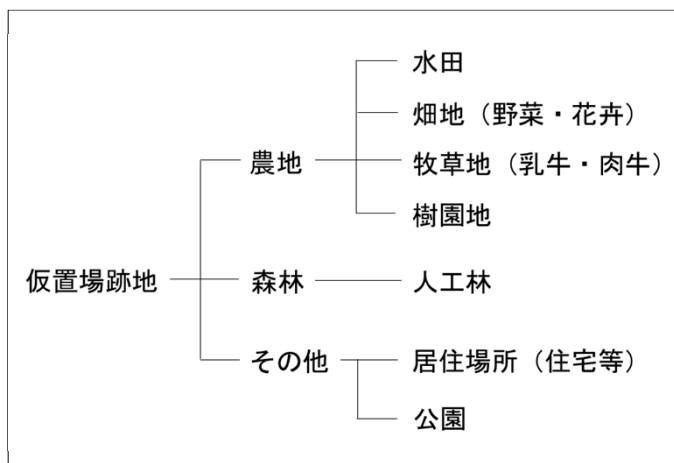 水田
畑地（野菜・花卉）
農地
牧草地（乳牛・肉牛）
樹園地
仮置場跡地
森林
人工林
その他
居住場所（住宅等）
公園